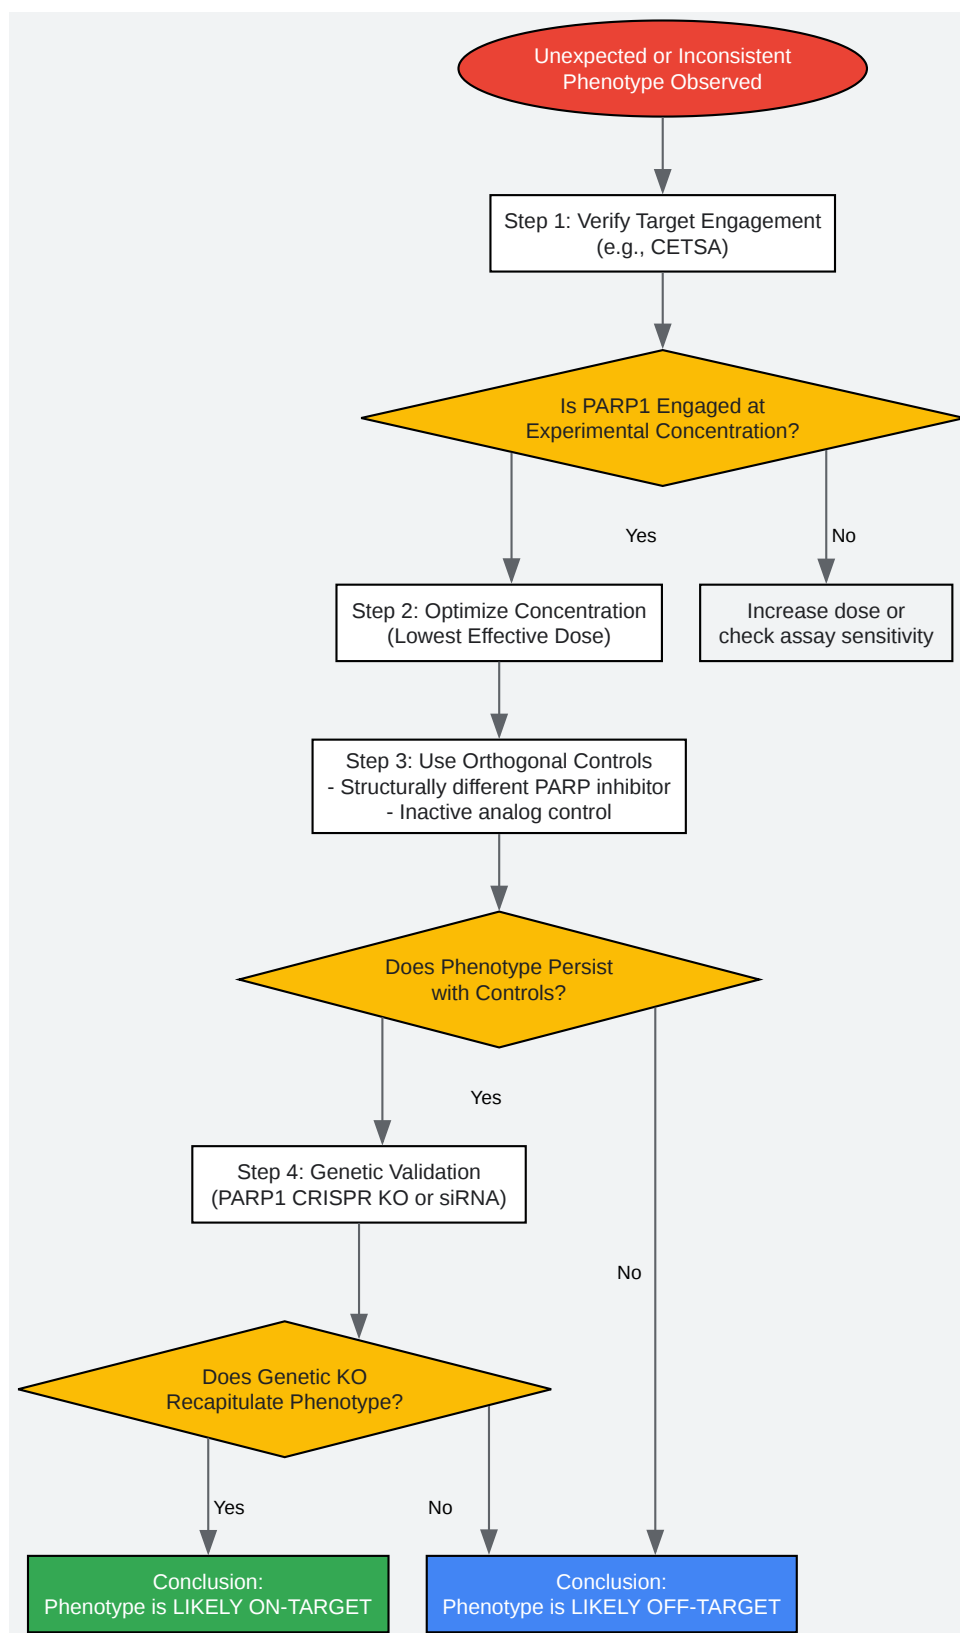 Unexpected or Inconsistent
Phenotype Observed
Step 1: Verify Target Engagement
(e.g., CETSA)
Is PARP1 Engaged at
Experimental Concentration?
Yes
No
Step 2: Optimize Concentration
(Lowest Effective Dose)
Increase dose or
check assay sensitivity
Step 3: Use Orthogonal Controls
- Structurally different PARP inhibitor
- Inactive analog control
Does Phenotype Persist
with Controls?
Yes
Step 4: Genetic Validation
(PARP1 CRISPR KO or siRNA)
No
Does Genetic KO
Recapitulate Phenotype?
Yes
No
Conclusion:
Phenotype is LIKELY ON-TARGET
Conclusion:
Phenotype is LIKELY OFF-TARGET